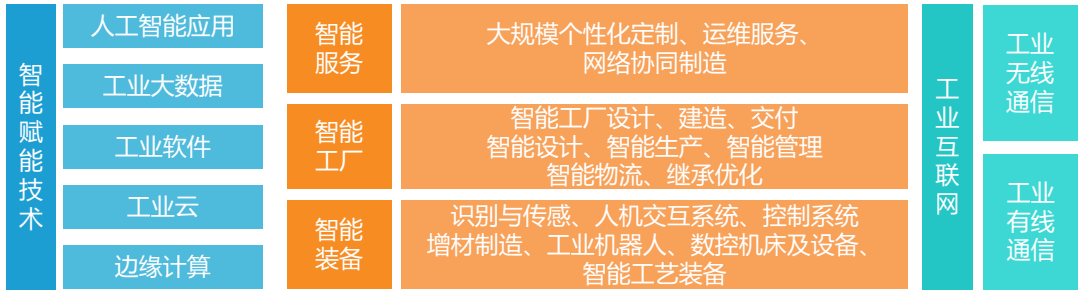 智能赋能技术
人工智能应用
工业大数据
工业软件
工业云
边缘计算
智能
服务
大规模个性化定制、运维服务、
网络协同制造
智能
工厂
智能工厂设计、建造、交付
智能设计、智能生产、智能管理
智能物流、继承优化
智能
装备
识别与传感、人机交互系统、控制系统
增材制造、工业机器人、数控机床及设备、
智能工艺装备
工业互联网
工业
无线
通信
工业
有线
通信